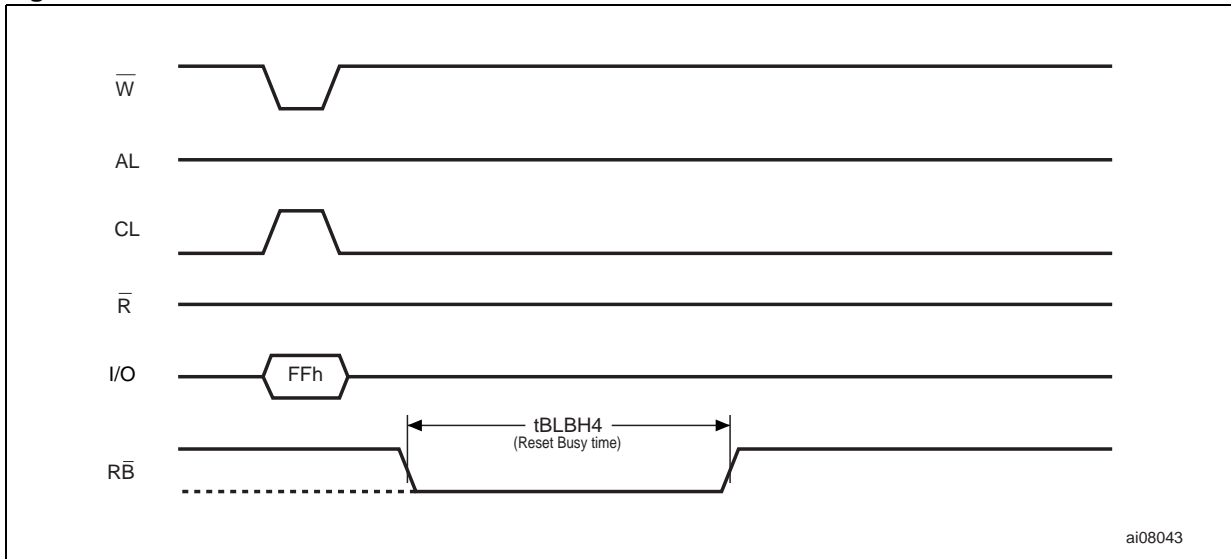 W̅
AL
CL
R̅
I/O
FFh
tBLBH4
(Reset Busy time)
RB̅
ai08043